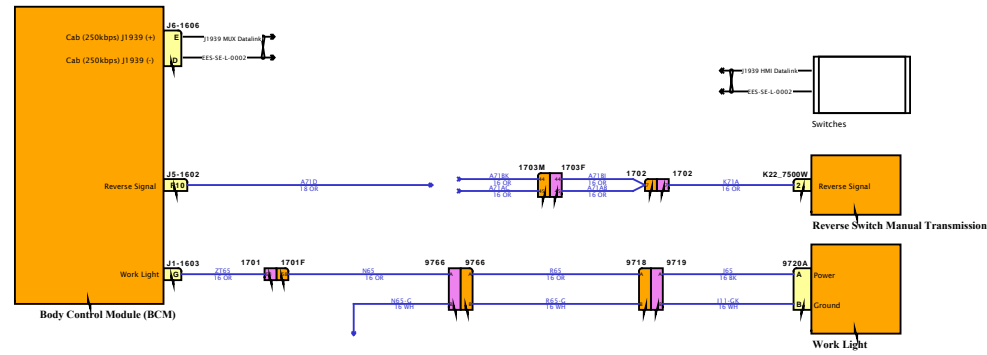 J6-1606
Cab (250kbps) J1939 (+)
E
J1939 MUX Datalink
Cab (250kbps) J1939 (-)
D
EES-SE-L-0002
J1939 HMI Datalink
EES-SE-L-0002
Switches
J5-1602
Reverse Signal
F10
A71D
18 OR
1703M
1703F
A71BK
16 OR
A71AC
16 OR
A71BJ
16 OR
A71AB
16 OR
1702
1702
K71A
16 OR
K22_7500W
2
Reverse Signal
Reverse Switch Manual Transmission
J1-1603
Work Light
G
ZT65
16 OR
1701
1701F
N65
16 OR
9766
9766
A
A
R65
16 OR
9718
9719
A
A
J65
16 BK
9720A
A
Power
N65-G
16 WH
B
B
R65-G
16 WH
B
B
J11-GK
16 WH
B
Ground
Body Control Module (BCM)
Work Light